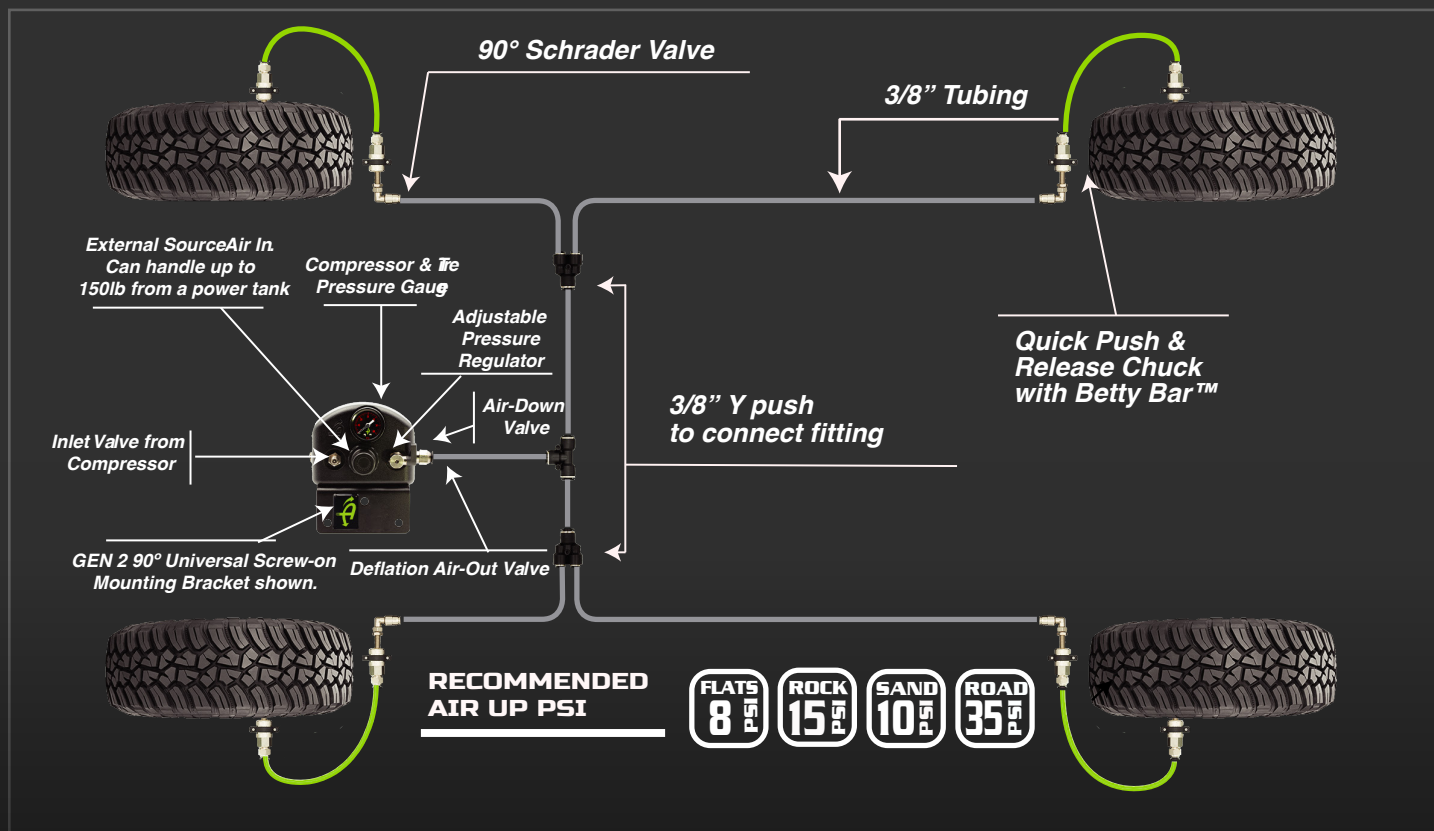 90° Schrader Valve
3/8” Tubing
External SourceAir In.
Can handle up to
150lb from a power tank
Compressor & Tire
Pressure Gauge
Adjustable
Pressure
Regulator
Air-Down
Valve
Quick Push &
Release Chuck
with Betty Bar™
3/8” Y push
to connect fitting
Inlet Valve from
Compressor
GEN 2 90º Universal Screw-on
Mounting Bracket shown.
Deflation Air-Out Valve
RECOMMENDED
AIR UP PSI
FLATS
8 PSI
ROCK
15 PSI
SAND
10 PSI
ROAD
35 PSI